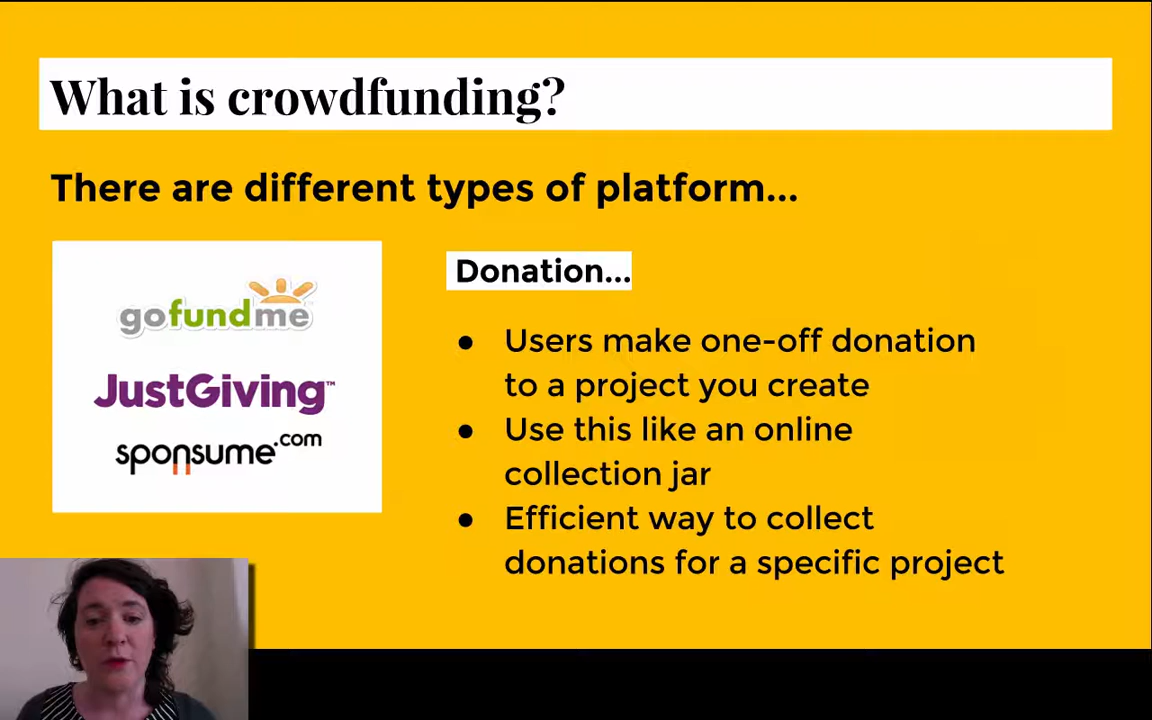 What is crowdfunding?
There are different types of platform...
gofundme
JustGiving™
sponsume.com
Donation...
● Users make one-off donation
to a project you create
● Use this like an online
collection jar
● Efficient way to collect
donations for a specific project